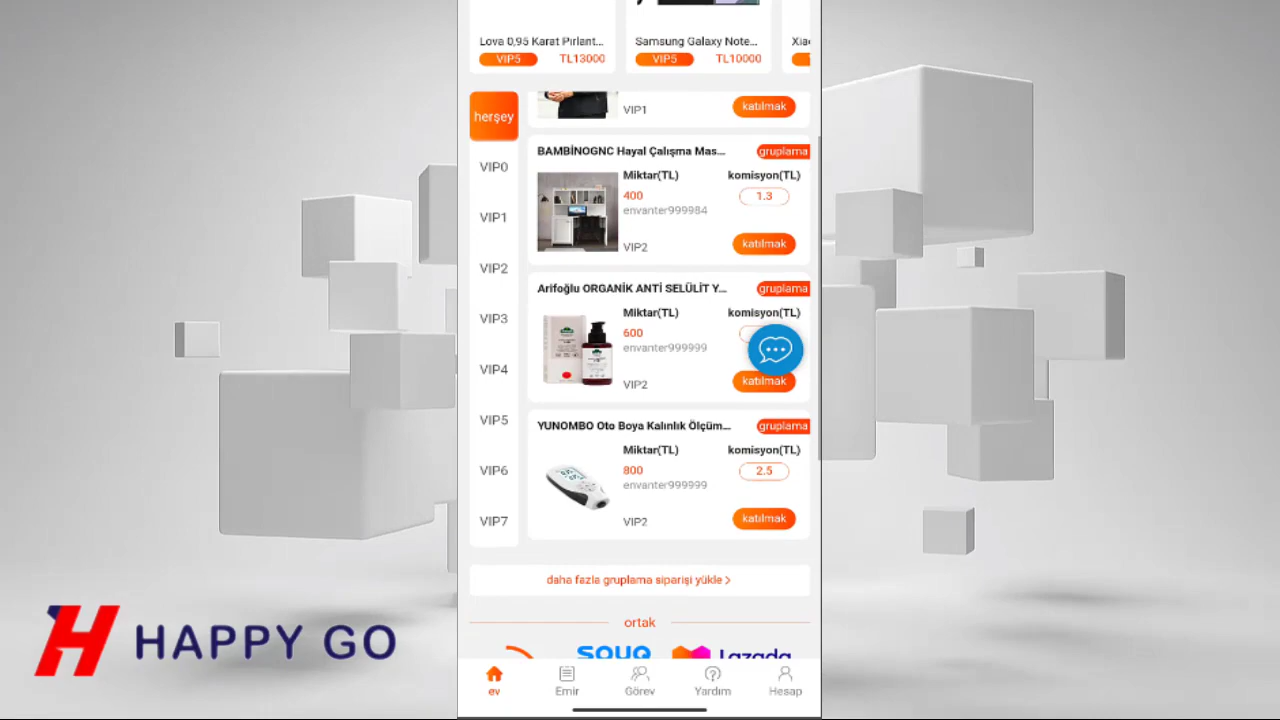 Lova 0,95 Karat Pırlant...
VIP5 TL13000
Samsung Galaxy Note...
VIP5 TL10000
Xia
herşey
VIP0
VIP1
VIP2
VIP3
VIP4
VIP5
VIP6
VIP7
VIP1
katılmak
BAMBİNOGNC Hayal Çalışma Mas...
gruplama
Miktar(TL) komisyon(TL)
400 1.3
envanter999984
VIP2
katılmak
Arifoğlu ORGANİK ANTİ SELÜLİT Y...
gruplama
Miktar(TL) komisyon(TL)
600
envanter999999
VIP2
katılmak
YUNOMBO Oto Boya Kalınlık Ölçüm...
gruplama
Miktar(TL) komisyon(TL)
800 2.5
envanter999999
VIP2
katılmak
daha fazla gruplama siparişi yükle >
ortak
SOUQ Lazada
ev Emir Görev Yardım Hesap
HAPPY GO